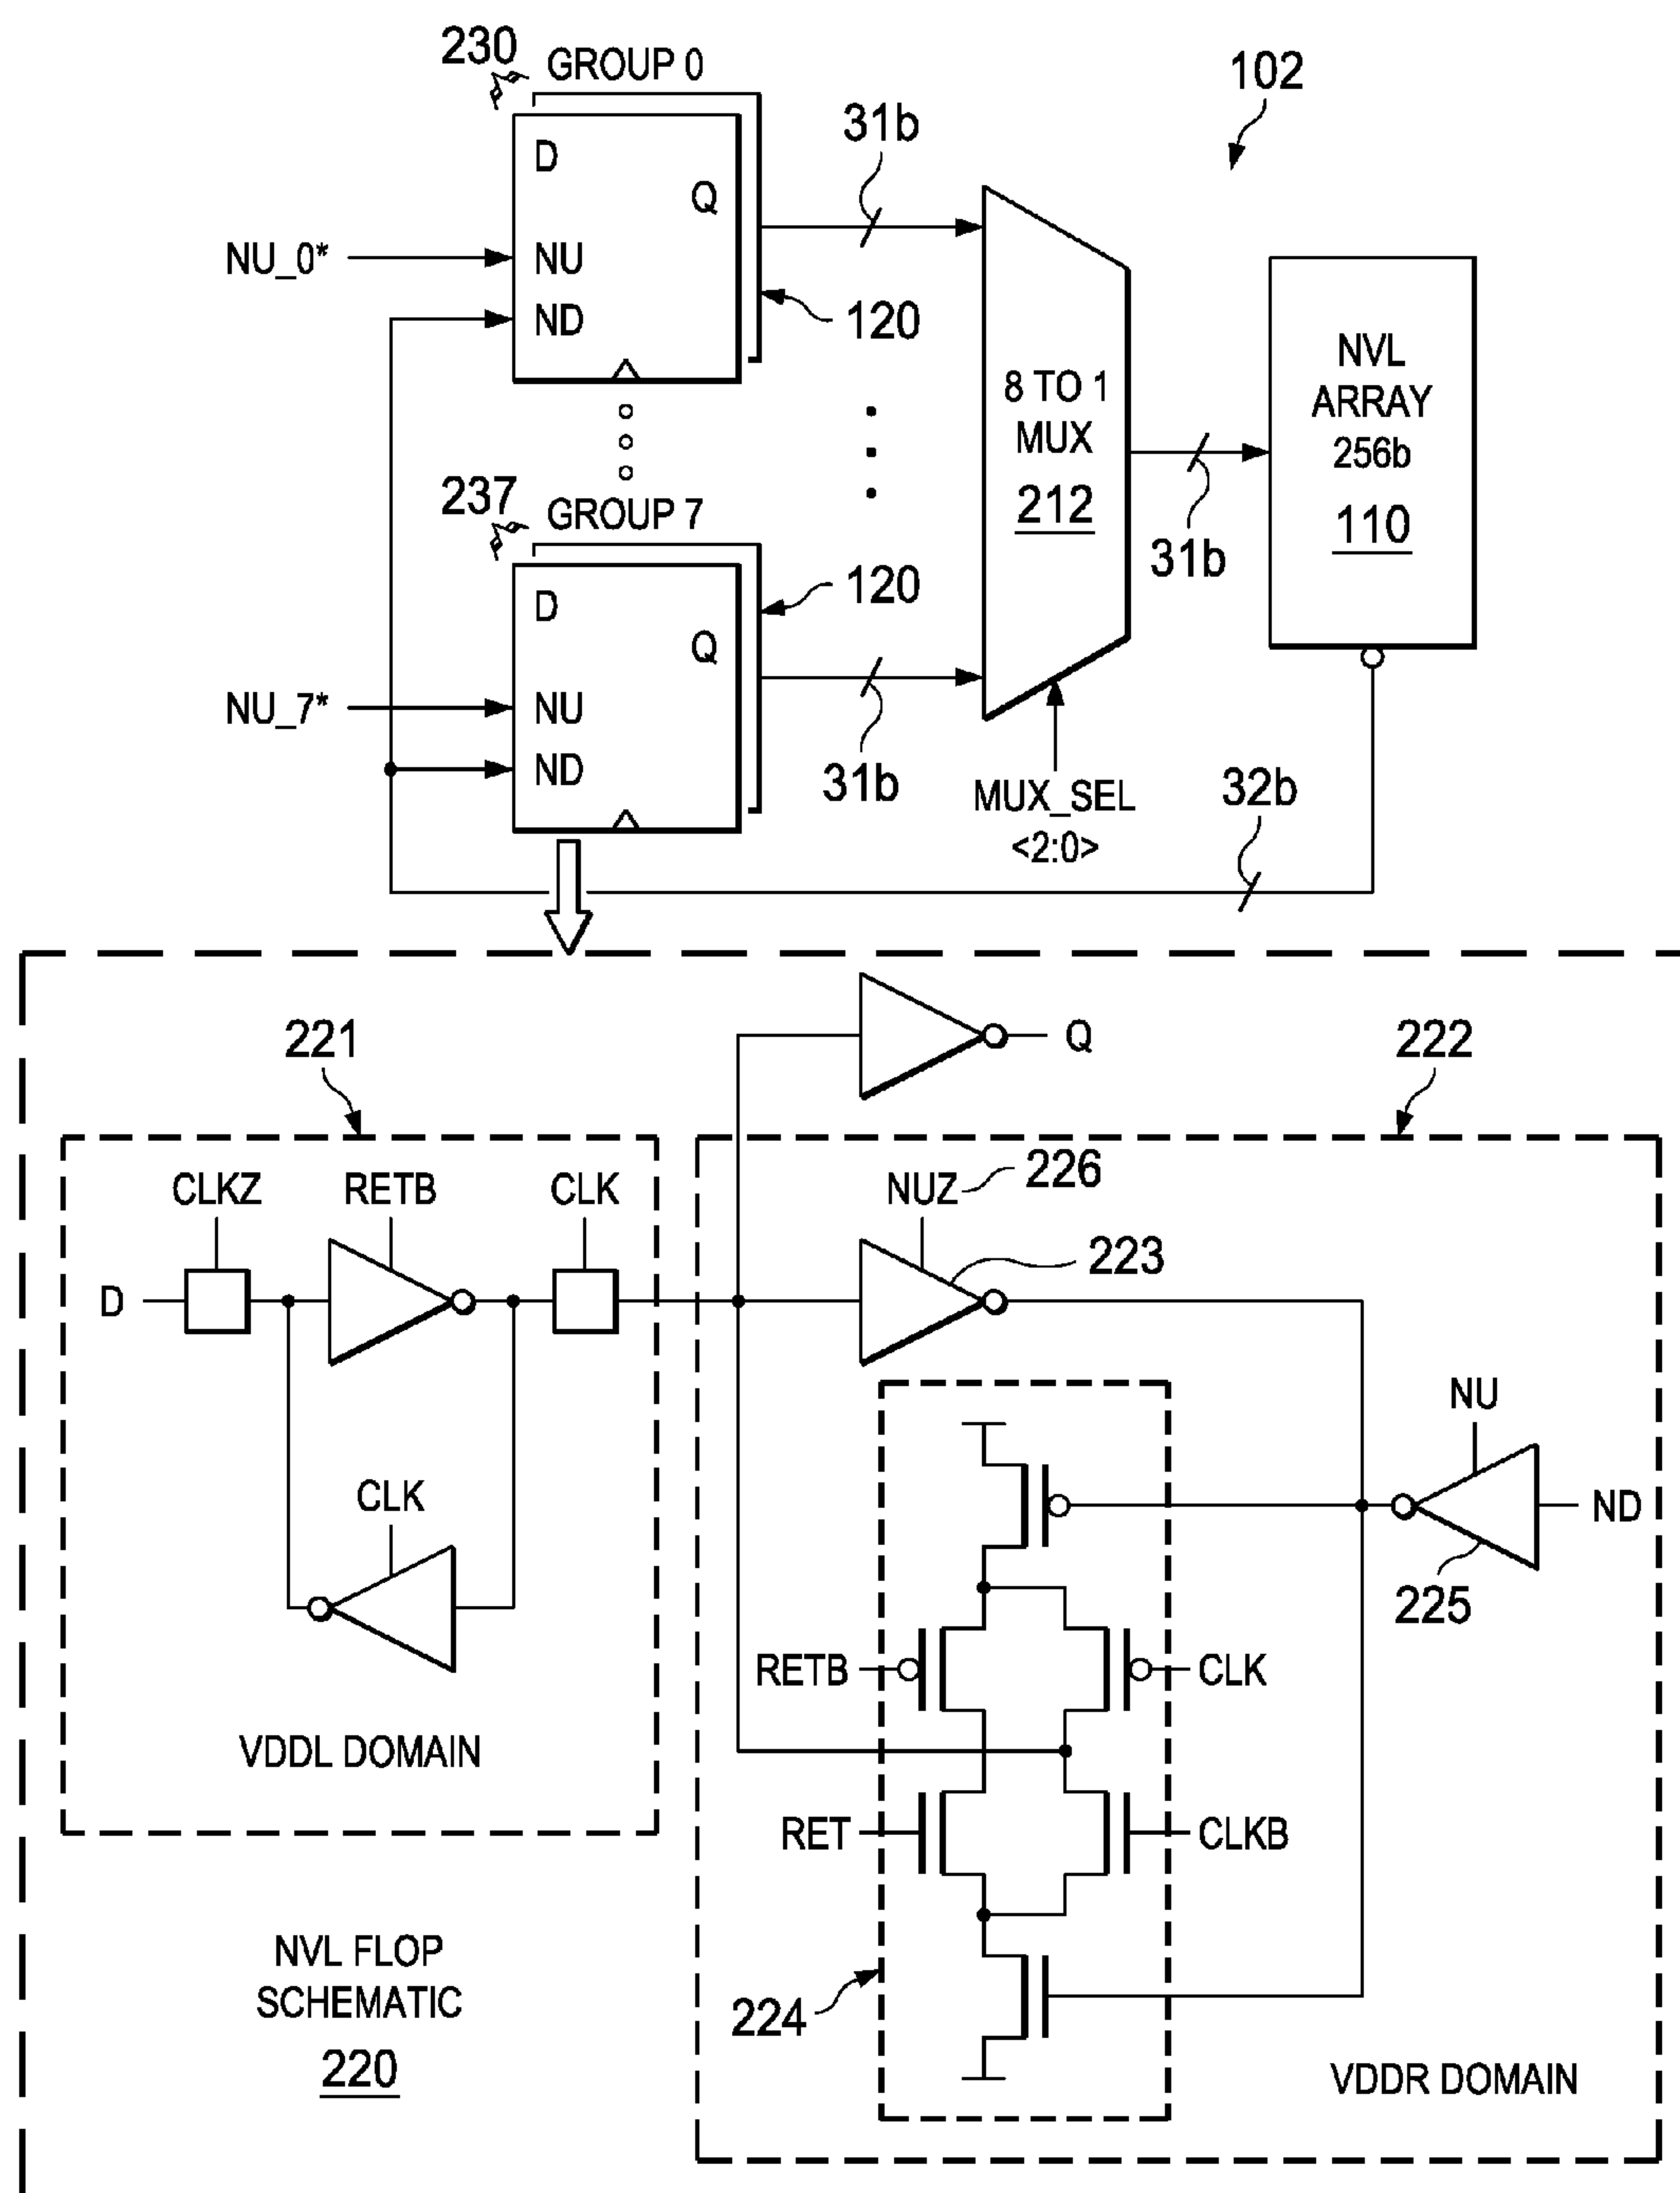 230
GROUP 0
102
31b
D
Q
NU_0*
NU
ND
120
8 TO 1
MUX
212
NVL
ARRAY
256b
110
31b
237
GROUP 7
120
D
Q
NU_7*
NU
ND
31b
MUX_SEL
<2:0>
32b
221
Q
222
CLKZ
RETB
CLK
NUZ
226
D
223
NU
CLK
ND
225
RETB
CLK
VDDL DOMAIN
RET
CLKB
NVL FLOP
SCHEMATIC
220
224
VDDR DOMAIN